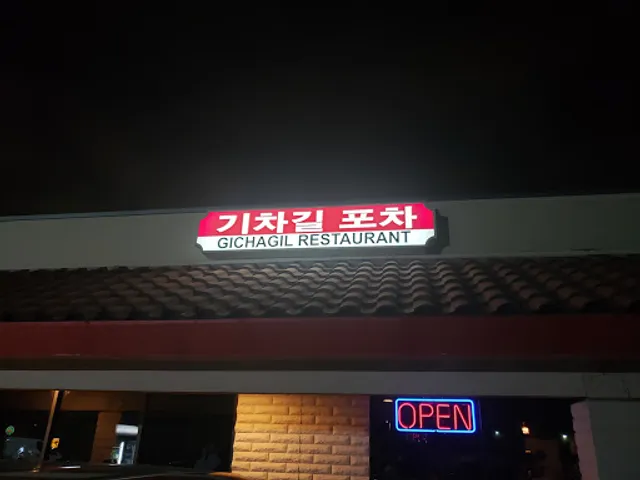 기차길 포차
GICHAGIL RESTAURANT
OPEN